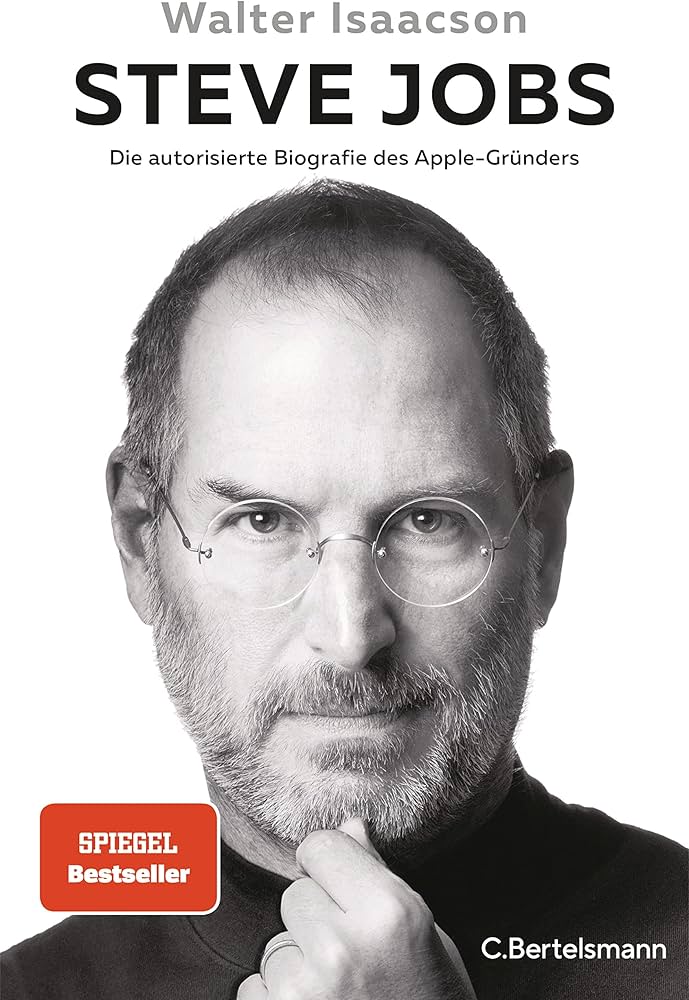 Walter Isaacson
STEVE JOBS
Die autorisierte Biografie des Apple-Gründers
SPIEGEL
Bestseller
C.Bertelsmann